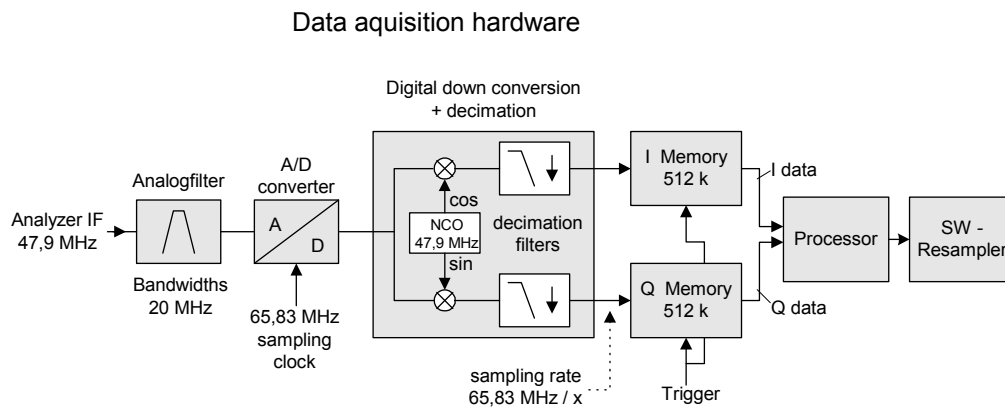 Data aquisition hardware
Digital down conversion
+ decimation
Analyzer IF
47,9 MHz
Analogfilter
Bandwidths
20 MHz
A/D
converter
A
D
65,83 MHz
sampling
clock
cos
NCO
47,9 MHz
sin
decimation
filters
sampling rate
65,83 MHz / x
I Memory
512 k
Q Memory
512 k
Trigger
I data
Q data
Processor
SW -
Resampler